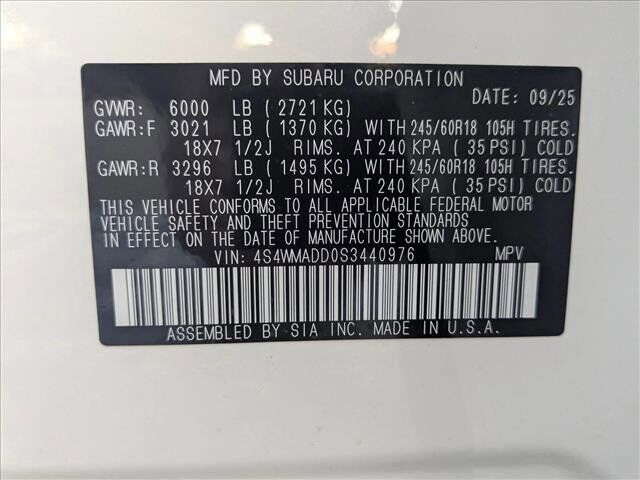 MFD BY SUBARU CORPORATION
DATE: 09/25
GVWR: 6000 LB (2721 KG)
GAWR:F 3021 LB (1370 KG) WITH 245/60R18 105H TIRES.
18X7 1/2J RIMS. AT 240 KPA (35 PSI) COLD
GAWR:R 3296 LB (1495 KG) WITH 245/60R18 105H TIRES.
18X7 1/2J RIMS. AT 240 KPA (35 PSI) COLD
THIS VEHICLE CONFORMS TO ALL APPLICABLE FEDERAL MOTOR
VEHICLE SAFETY AND THEFT PREVENTION STANDARDS
IN EFFECT ON THE DATE OF MANUFACTURE SHOWN ABOVE.
VIN: 4S4WMADD0S3440976 MPV
ASSEMBLED BY SIA INC. MADE IN U.S.A.